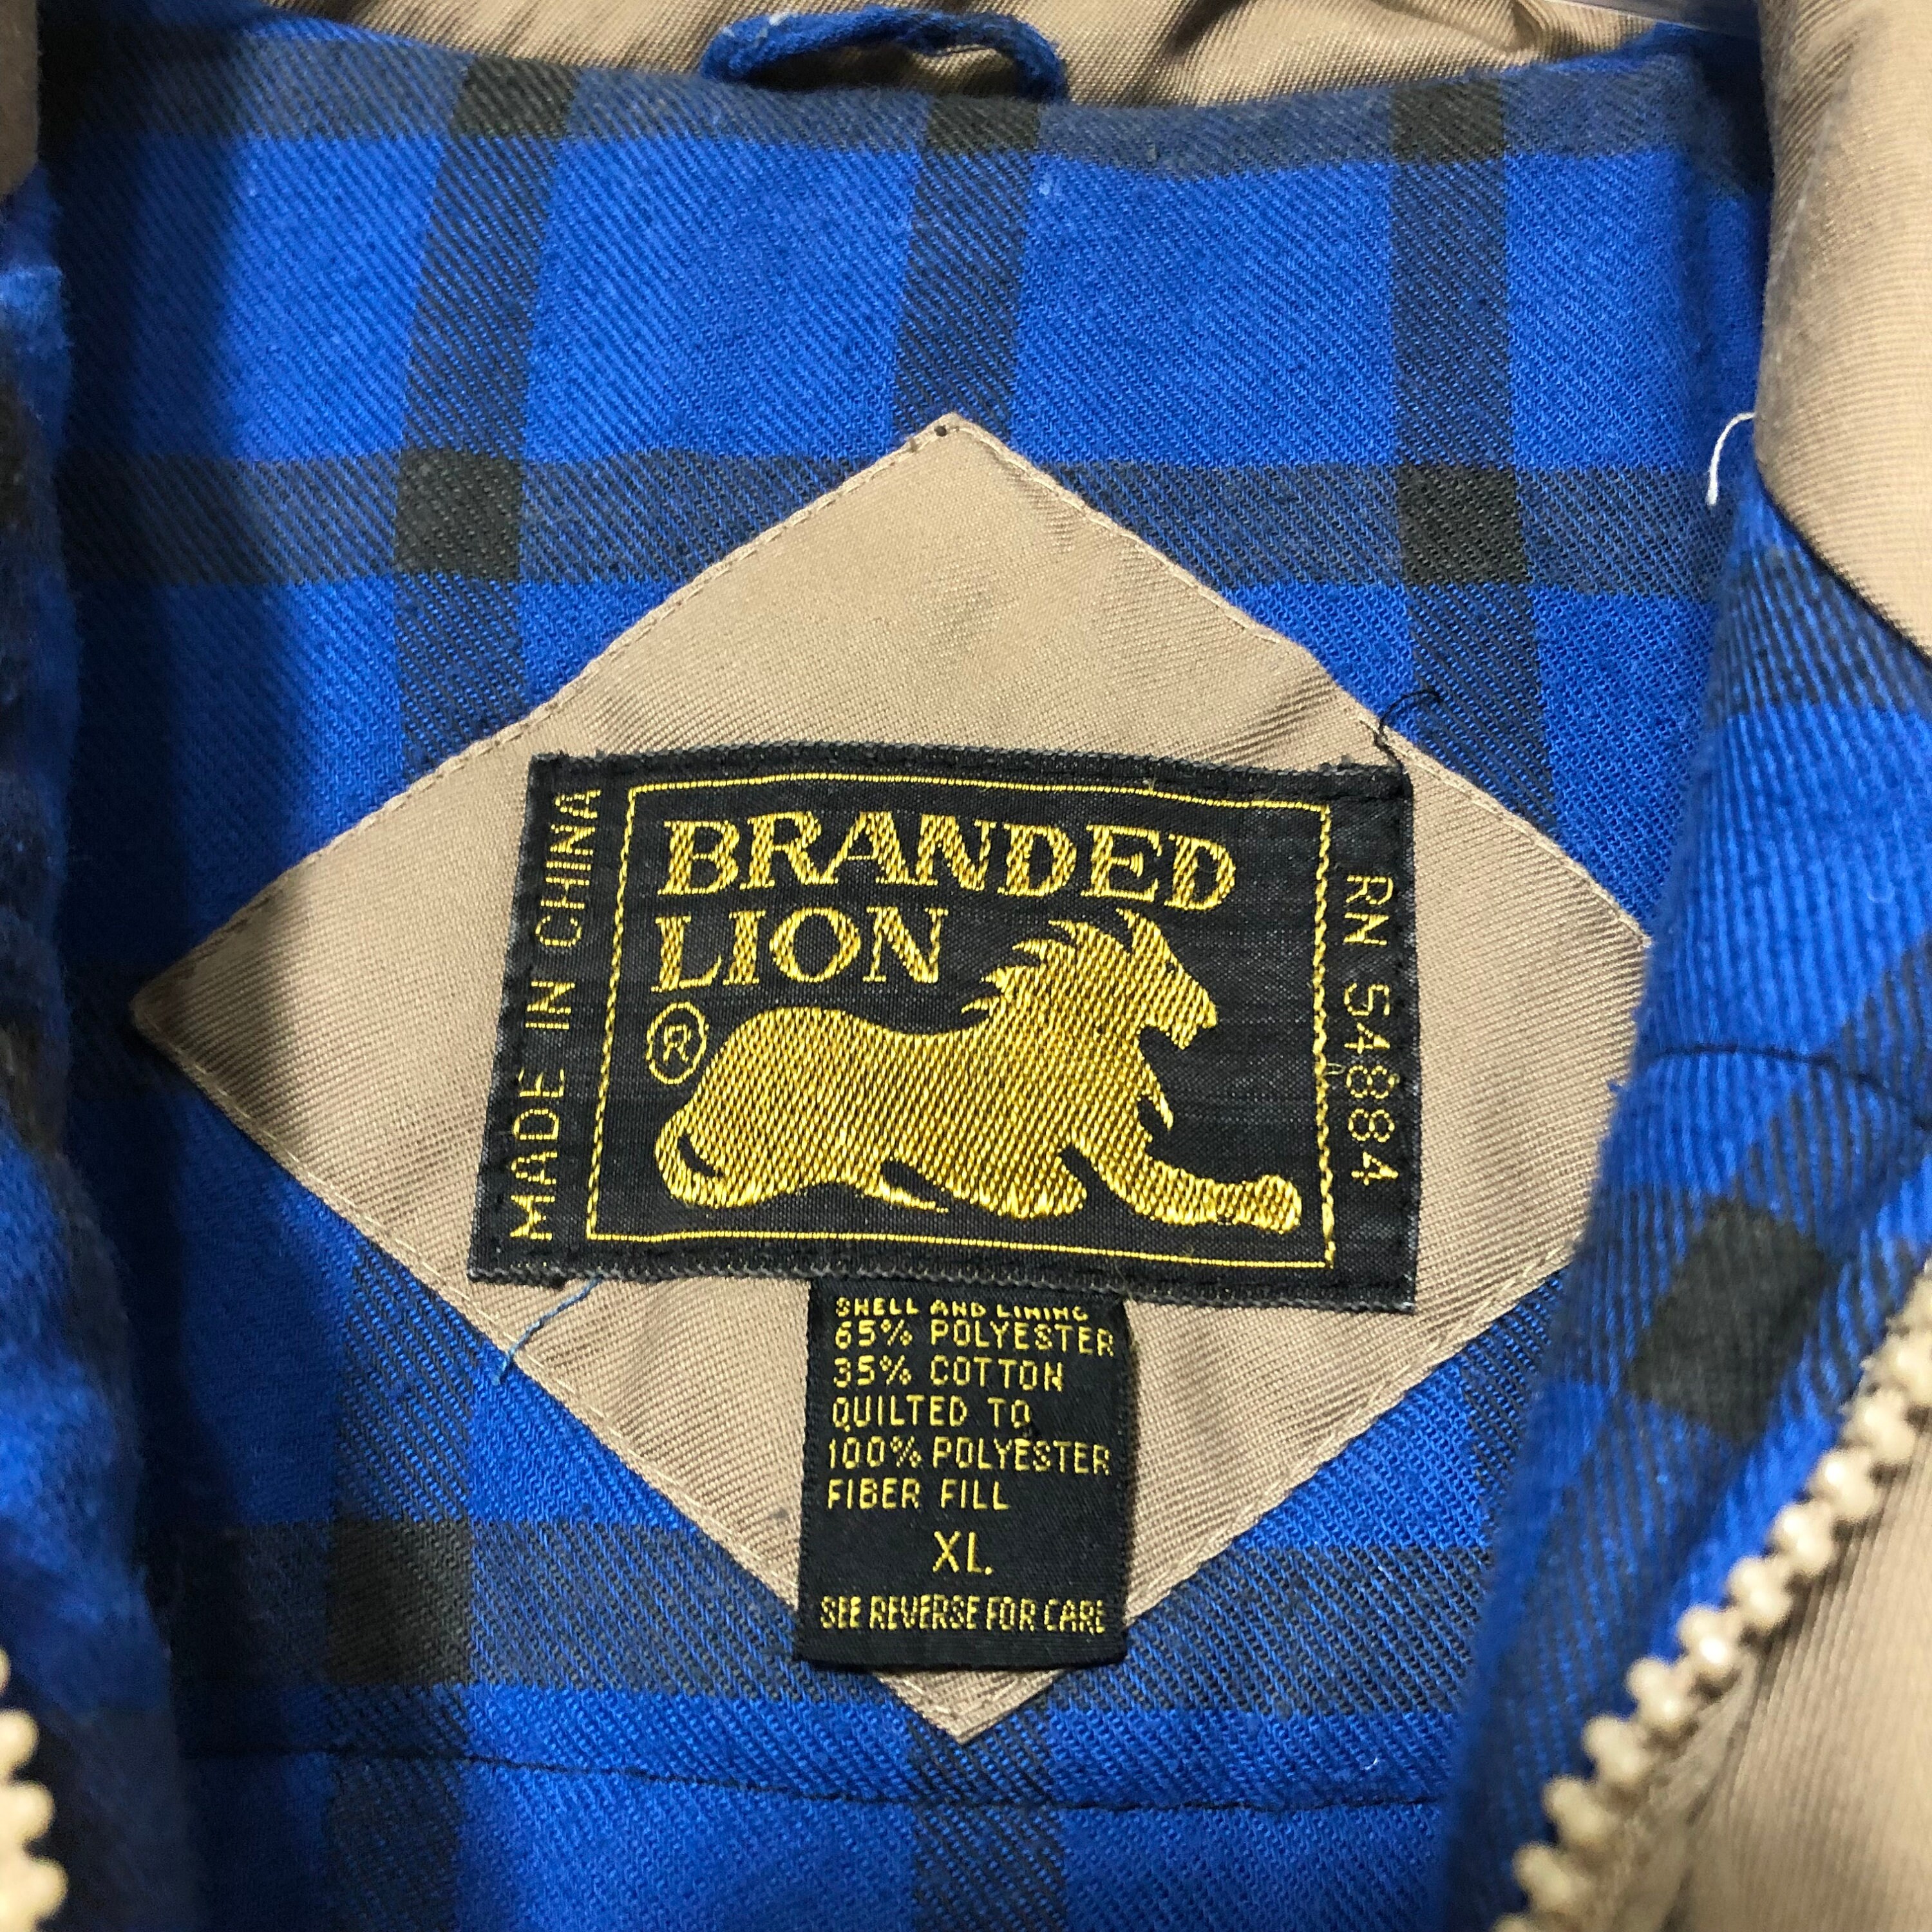 MADE IN CHINA
BRANDED
LION
®
RN 54884
SHELL AND LINING
65% POLYESTER
35% COTTON
QUILTED TO
100% POLYESTER
FIBER FILL
XL
SEE REVERSE FOR CARE